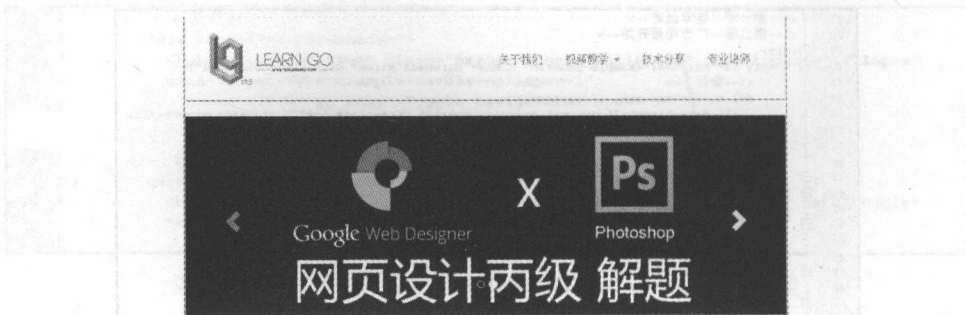 LEARN GO
关于我们 视频教学 技术分享 专业讲师
X
Ps
Google Web Designer
Photoshop
网页设计丙级 解题